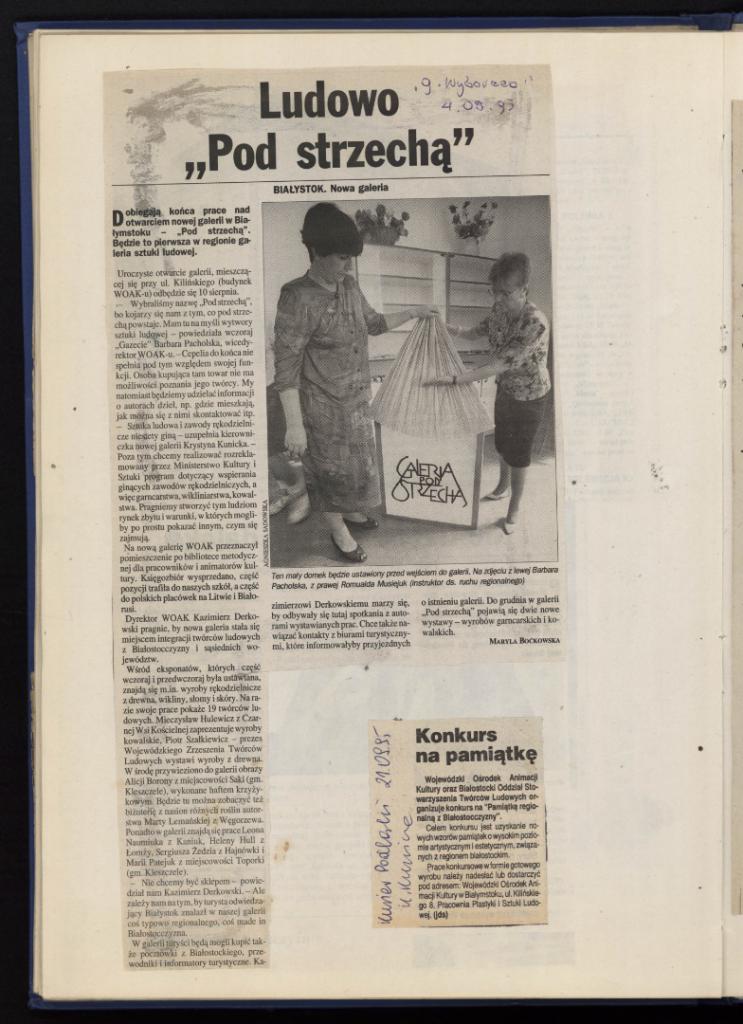 Ludowo
„Pod strzechą”
„G. Wyborcza”
4.08.95
BIAŁYSTOK. Nowa galeria
Dobiegają końca prace nad
otwarciem nowej galerii w Bia-
łymstoku – „Pod strzechą”.
Będzie to pierwsza w regionie ga-
leria sztuki ludowej.
Uroczyste otwarcie galerii, mieszczą-
cej się przy ul. Kilińskiego (budynek
WOAK-u) odbędzie się 10 sierpnia.
– Wybraliśmy nazwę „Pod strzechą”,
bo kojarzy się nam z tym, co pod strze-
chą powstaje. Mam tu na myśli wytwory
sztuki ludowej – powiedziała wczoraj
„Gazecie” Barbara Pacholska, wicedy-
rektor WOAK-u. – Cepelia do końca nie
spełnia pod tym względem swojej fun-
kcji. Osoba kupująca tam towar nie ma
możliwości poznania jego twórcy. My
natomiast będziemy udzielać informacji
o autorach dzieł, np. gdzie mieszkają,
jak można się z nimi skontaktować itp.
– Sztuka ludowa i zawody rękodzielni-
cze niestety giną – uzupełnia kierowni-
czka nowej galerii Krystyna Kunicka. –
Poza tym chcemy realizować rozrekla-
mowany przez Ministerstwo Kultury i
Sztuki program dotyczący wspierania
ginących zawodów rękodzielniczych, a
więc garncarstwa, wikliniarstwa, kowal-
stwa. Pragniemy stworzyć tym ludziom
rynek zbytu i warunki, w których mogli-
by po prostu pokazać innym, czym się
zajmują.
Na nową galerię WOAK przeznaczył
pomieszczenie po bibliotece metodycz-
nej dla pracowników i animatorów kul-
tury. Księgozbiór wysprzedano, część
pozycji trafiła do naszych szkół, a część
do polskich placówek na Litwie i Biało-
rusi.
Dyrektor WOAK Kazimierz Derko-
wski pragnie, by nowa galeria stała się
miejscem integracji twórców ludowych
z Białostocczyzny i sąsiednich wo-
jewództw.
Wśród eksponatów, których część
wczoraj i przedwczoraj była ustawiana,
znajdą się m.in. wyroby rękodzielnicze
z drewna, wikliny, słomy i skóry. Na ra-
zie swoje prace pokaże 19 twórców lu-
dowych. Mieczysław Hulewicz z Czar-
nej Wsi Kościelnej zaprezentuje wyroby
kowalskie, Piotr Szałkiewicz – prezes
Wojewódzkiego Zrzeszenia Twórców
Ludowych wystawi wyroby z drewna.
W środę przywieziono do galerii obrazy
Alicji Borony z miejscowości Saki (gm.
Kleszczele), wykonane haftem krzyży-
kowym. Będzie tu można zobaczyć też
biżuterię z nasion różnych roślin autor-
stwa Marty Lemańskiej z Węgorzewa.
Ponadto w galerii znajdą się prace Leona
Naumiuka z Kaniuk, Heleny Hull z
Łomży, Sergiusza Żędzia z Hajnówki i
Marii Patejuk z miejscowości Toporki
(gm. Kleszczele).
– Nie chcemy być sklepem – powie-
dział nam Kazimierz Derkowski. – Ale
zależy nam na tym, by turysta odwiedza-
jący Białystok znalazł w naszej galerii
coś typowo regionalnego, coś made in
Białostocczyzna.
W galerii turyści będą mogli kupić tak-
że pocztówki z Białostockiego, prze-
wodniki i informatory turystyczne. Ka-
AGNIESZKA SADOWSKA
GALERIA
POD
STRZECHĄ
Ten mały domek będzie ustawiony przed wejściem do galerii. Na zdjęciu z lewej Barbara
Pacholska, z prawej Romualda Musiejuk (instruktor ds. ruchu regionalnego)
zimierzowi Derkowskiemu marzy się,
by odbywały się tutaj spotkania z auto-
rami wystawianych prac. Chce także na-
wiązać kontakty z biurami turystyczny-
mi, które informowałyby przyjezdnych
o istnieniu galerii. Do grudnia w galerii
„Pod strzechą” pojawią się dwie nowe
wystawy – wyrobów garncarskich i ko-
walskich.
MARYLA BOĆKOWSKA
Kurier Podlaski 21.09.95
Konkurs
na pamiątkę
Wojewódzki Ośrodek Animacji
Kultury oraz Białostocki Oddział Sto-
warzyszenia Twórców Ludowych or-
ganizuje konkurs na "Pamiątkę regio-
nalną z Białostocczyzny".
Celem konkursu jest uzyskanie no-
wych wzorów pamiątek o wysokim pozio-
mie artystycznym i estetycznym, związa-
nych z regionem białostockim.
Prace konkursowe w formie gotowego
wyrobu należy nadesłać lub dostarczyć
pod adresem: Wojewódzki Ośrodek Ani-
macji Kultury w Białymstoku, ul. Kilińskie-
go 8, Pracownia Plastyki i Sztuki Ludo-
wej. (jds)